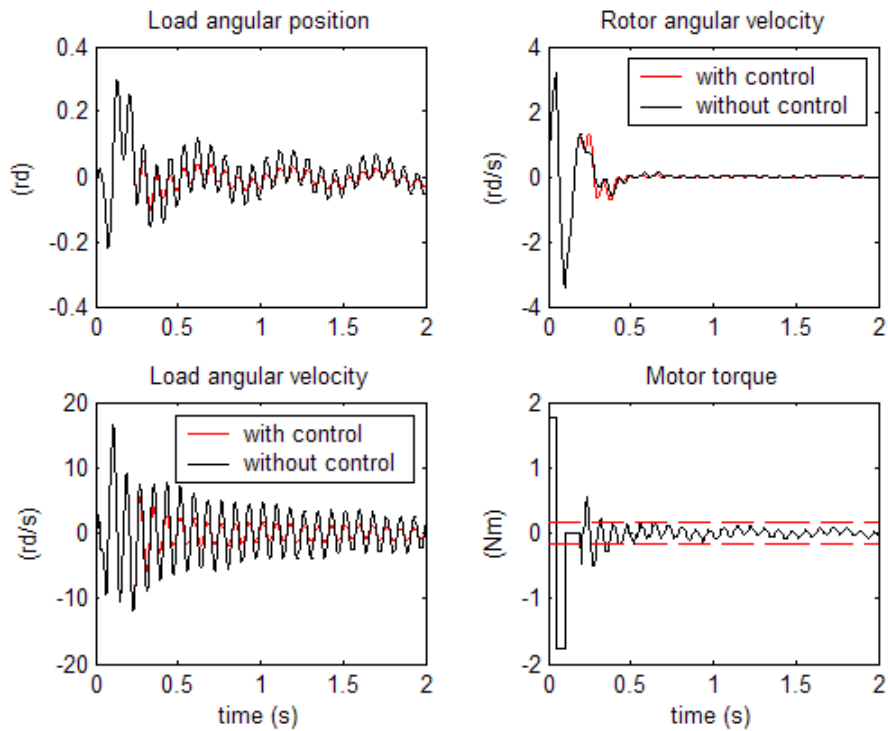 Load angular position
0.4
0.2
0
-0.2
-0.4
(rd)
0
0.5
1
1.5
2
Rotor angular velocity
with control
without control
4
2
0
-2
-4
(rd/s)
0
0.5
1
1.5
2
Load angular velocity
with control
without control
20
10
0
-10
-20
(rd/s)
0
0.5
1
1.5
2
time (s)
Motor torque
2
1
0
-1
-2
(Nm)
0
0.5
1
1.5
2
time (s)